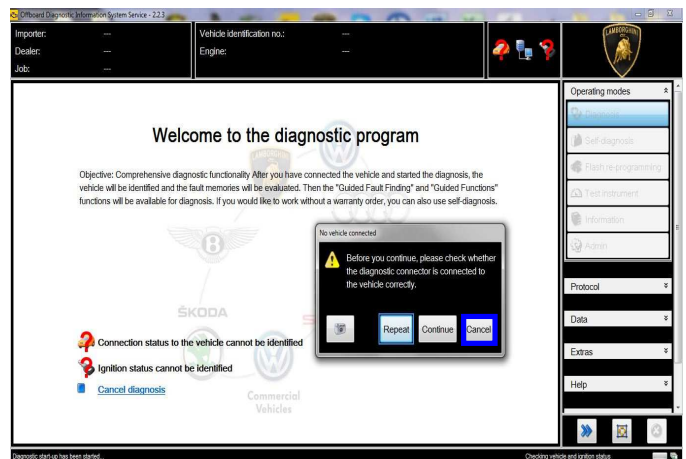 Offboard Diagnostic Information System Service - 2.2.3
Importer: ---
Dealer: ---
Job: ---
Vehicle identification no.: ---
Engine: ---
LAMBORGHINI
Welcome to the diagnostic program
Objective: Comprehensive diagnostic functionality After you have connected the vehicle and started the diagnosis, the
vehicle will be identified and the fault memories will be evaluated. Then the "Guided Fault Finding" and "Guided Functions"
functions will be available for diagnosis. If you would like to work without a warranty order, you can also use self-diagnosis.
No vehicle connected
Before you continue, please check whether
the diagnostic connector is connected to
the vehicle correctly.
Repeat Continue Cancel
B
ŠKODA
S
Connection status to the vehicle cannot be identified
Ignition status cannot be identified
Cancel diagnosis
Commercial
Vehicles
Operating modes
Diagnosis
Self-diagnosis
Flash re-programming
Test instrument
Information
Admin
Protocol
Data
Extras
Help
Diagnosis start-up has been started...
Checking vehicle and ignition status